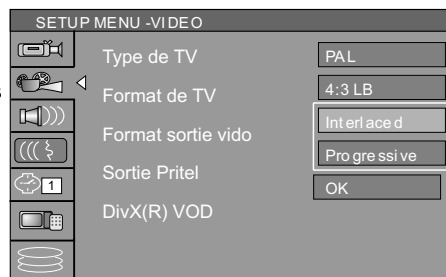 SETUP MENU -VIDEO
Type de TV
PAL
Format de TV
4:3 LB
Format sortie vido
Interlaced
Progressive
Sortie Pritel
OK
DivX(R) VOD
1